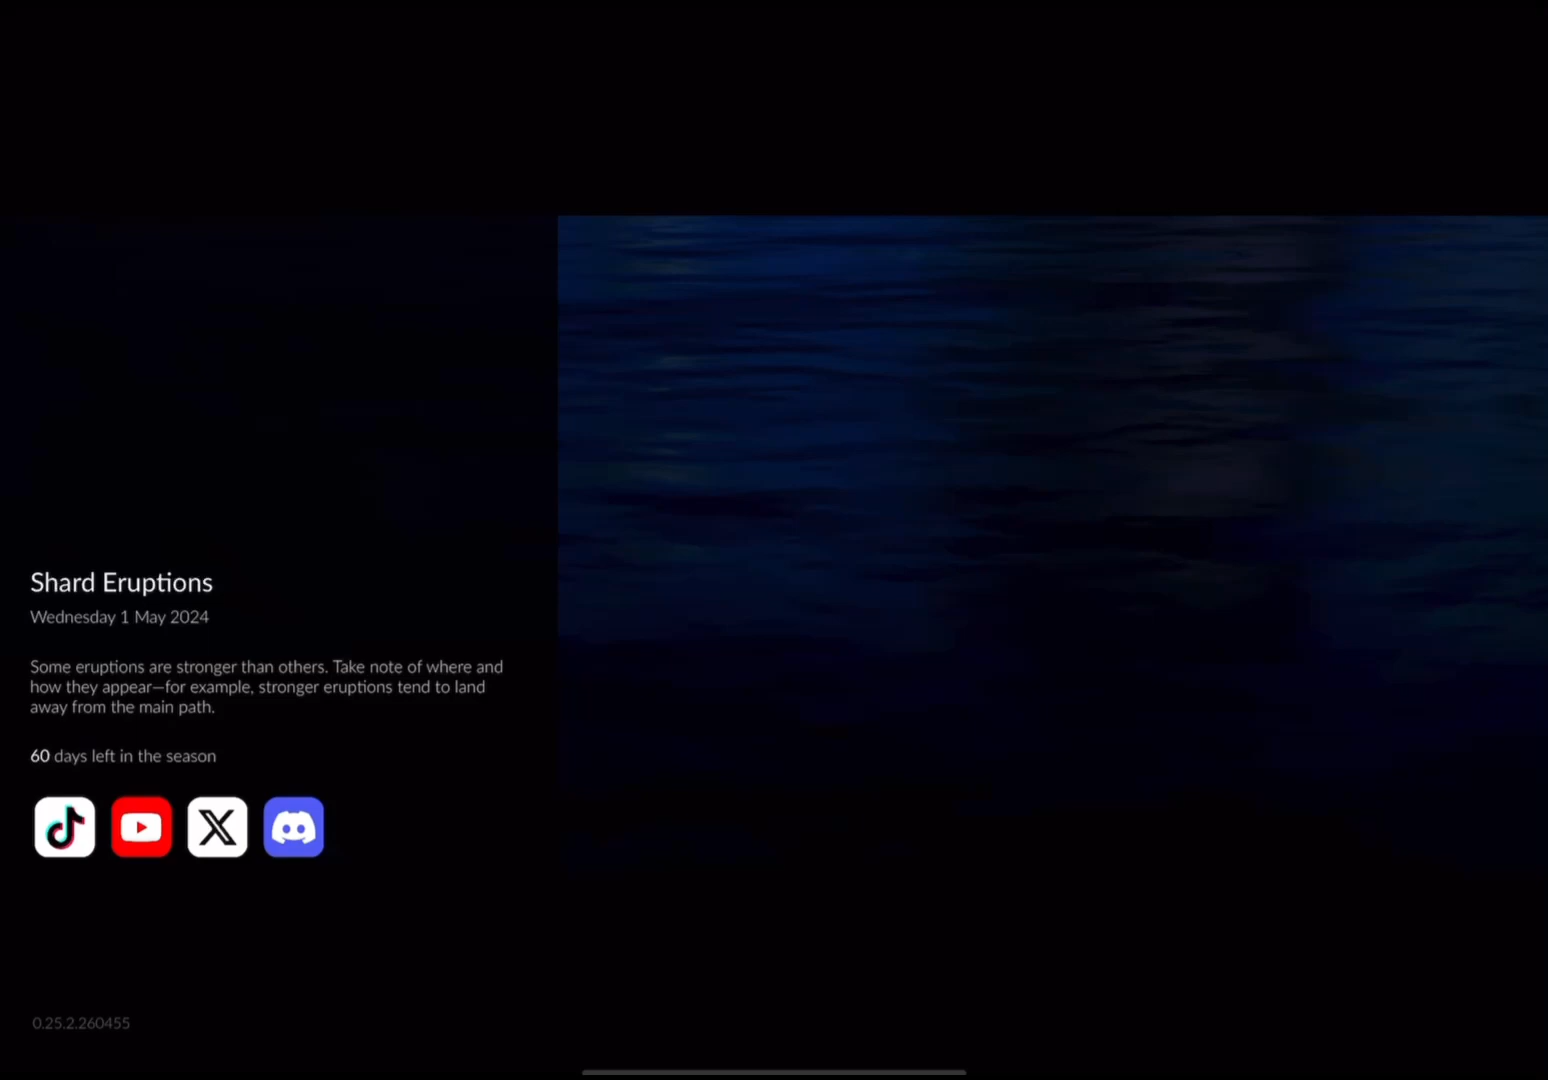 Shard Eruptions
Wednesday 1 May 2024
Some eruptions are stronger than others. Take note of where and
how they appear—for example, stronger eruptions tend to land
away from the main path.
60 days left in the season
0.25.2.260455